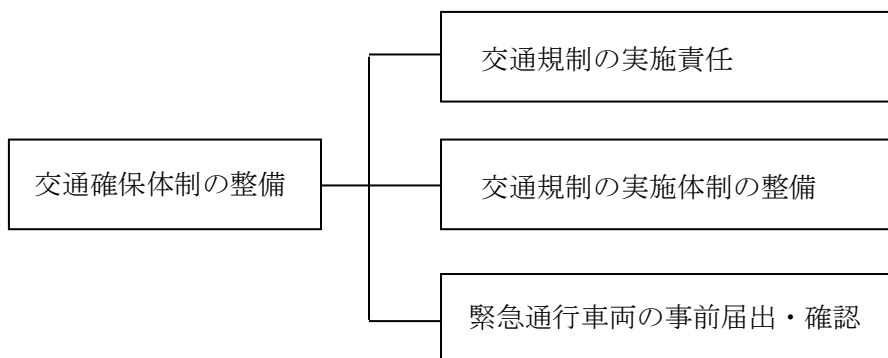 交通規制の実施責任
交通確保体制の整備
交通規制の実施体制の整備
緊急通行車両の事前届出・確認